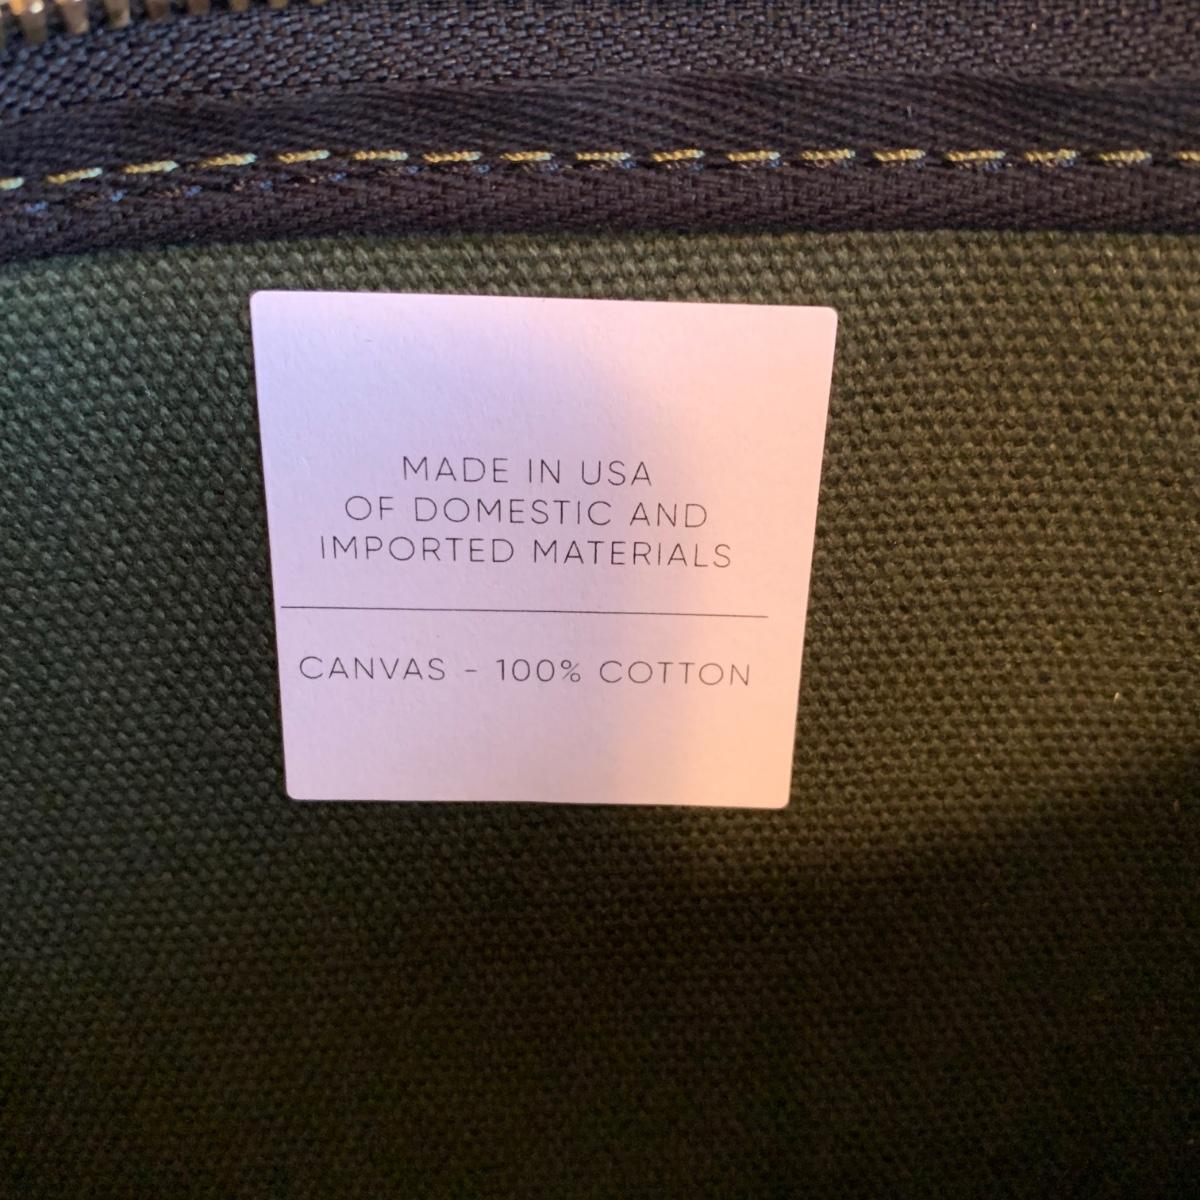 MADE IN USA
OF DOMESTIC AND
IMPORTED MATERIALS
CANVAS - 100% COTTON